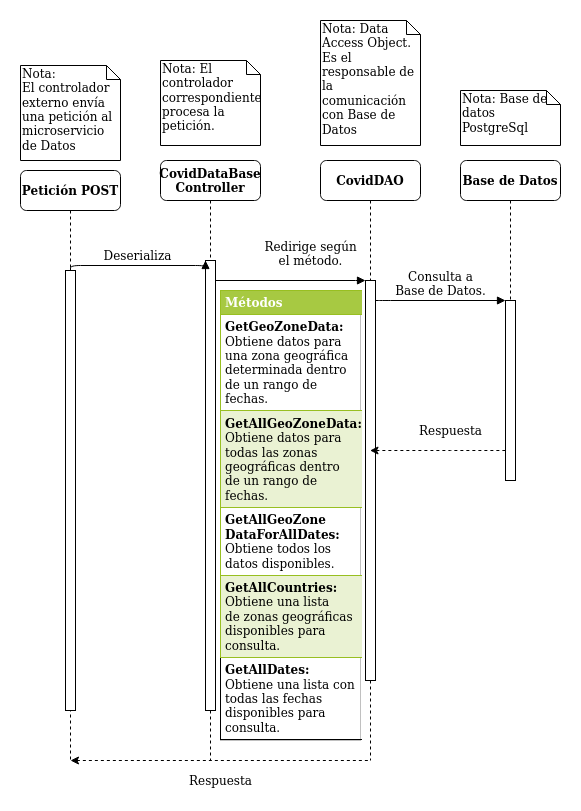 Nota:
El controlador
externo envía
una petición al
microservicio
de Datos
Nota: El
controlador
correspondiente
procesa la
petición.
Nota: Data
Access Object.
Es el
responsable de
la
comunicación
con Base de
Datos
Nota: Base de
datos
PostgreSql
Petición POST
CovidDataBase
Controller
CovidDAO
Base de Datos
Deserializa
Redirige según
el método.
Consulta a
Base de Datos.
Métodos
GetGeoZoneData:
Obtiene datos para
una zona geográfica
determinada dentro
de un rango de
fechas.
GetAllGeoZoneData:
Obtiene datos para
todas las zonas
geográficas dentro
de un rango de
fechas.
Respuesta
GetAllGeoZone
DataForAllDates:
Obtiene todos los
datos disponibles.
GetAllCountries:
Obtiene una lista
de zonas geográficas
disponibles para
consulta.
GetAllDates:
Obtiene una lista con
todas las fechas
disponibles para
consulta.
Respuesta